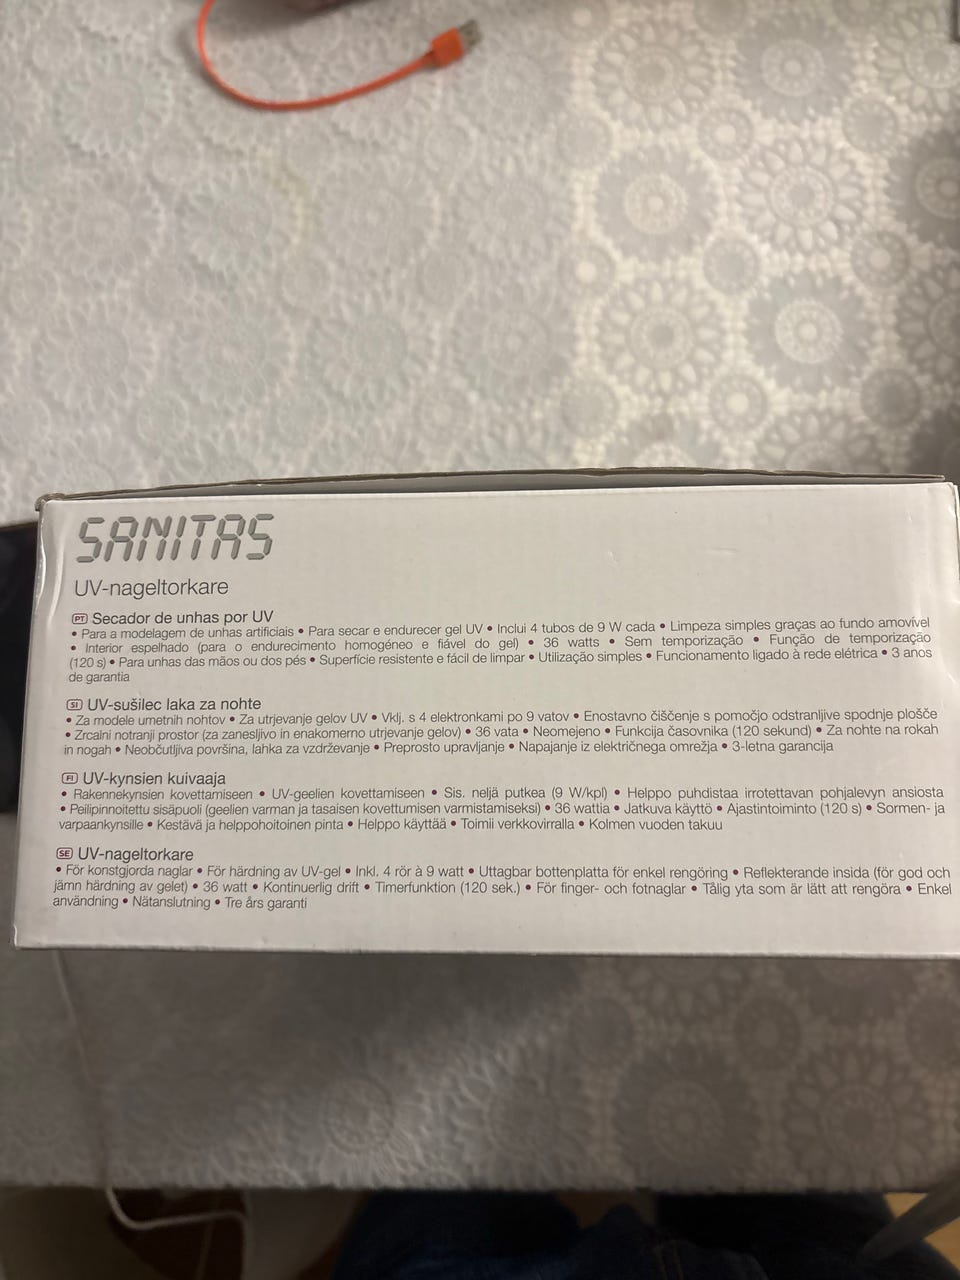 SANITAS
UV-nageltorkare
PT Secador de unhas por UV
• Para a modelagem de unhas artificiais • Para secar e endurecer gel UV • Inclui 4 tubos de 9 W cada • Limpeza simples graças ao fundo amovível
• Interior espelhado (para o endurecimento homogéneo e fiável do gel) • 36 watts • Sem temporização • Função de temporização
(120 s) • Para unhas das mãos ou dos pés • Superfície resistente e fácil de limpar • Utilização simples • Funcionamento ligado à rede elétrica • 3 anos
de garantia
SI UV-sušilec laka za nohte
• Za modele umetnih nohtov • Za utrjevanje gelov UV • Vklj. s 4 elektronkami po 9 vatov • Enostavno čiščenje s pomočjo odstranljive spodnje plošče
• Zrcalni notranji prostor (za zanesljivo in enakomerno utrjevanje gelov) • 36 vata • Neomejeno • Funkcija časovnika (120 sekund) • Za nohte na rokah
in nogah • Neobčutljiva površina, lahka za vzdrževanje • Preprosto upravljanje • Napajanje iz električnega omrežja • 3-letna garancija
FI UV-kynsien kuivaaja
• Rakennekynsien kovettamiseen • UV-geelien kovettamiseen • Sis. neljä putkea (9 W/kpl) • Helppo puhdistaa irrotettavan pohjalevyn ansiosta
• Peilipinnoitettu sisäpuoli (geelien varman ja tasaisen kovettumisen varmistamiseksi) • 36 wattia • Jatkuva käyttö • Ajastintoiminto (120 s) • Sormen- ja
varpaankynsille • Kestävä ja helppohoitoinen pinta • Helppo käyttää • Toimii verkkovirralla • Kolmen vuoden takuu
SE UV-nageltorkare
• För konstgjorda naglar • För härdning av UV-gel • Inkl. 4 rör à 9 watt • Uttagbar bottenplatta för enkel rengöring • Reflekterande insida (för god och
jämn härdning av gelet) • 36 watt • Kontinuerlig drift • Timerfunktion (120 sek.) • För finger- och fotnaglar • Tålig yta som är lätt att rengöra • Enkel
användning • Nätanslutning • Tre års garanti